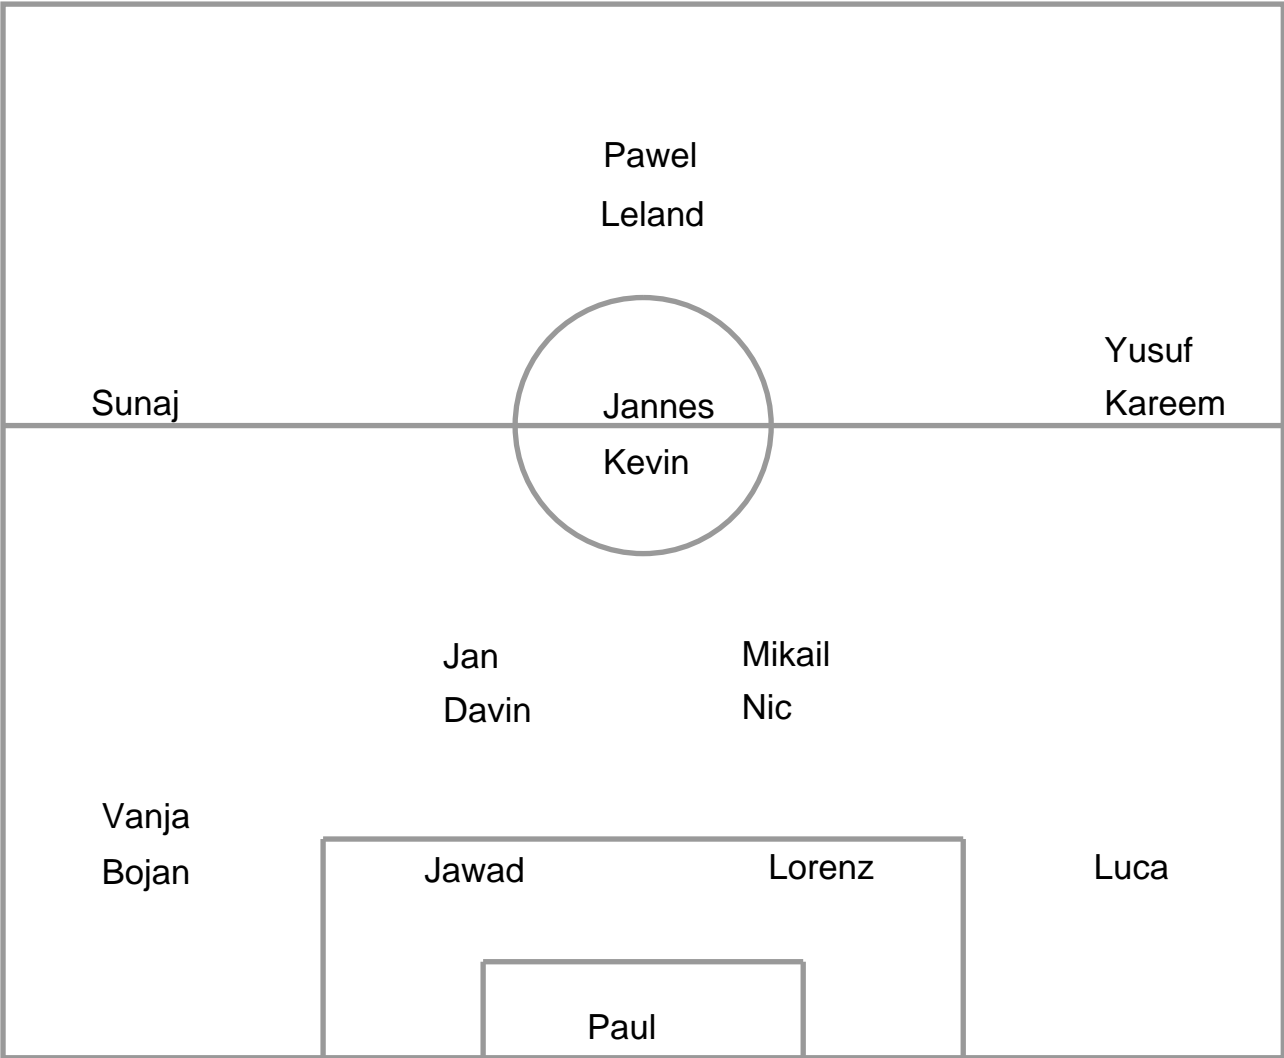 Pawel
Leland
Yusuf
Sunaj
Jannes
Kareem
Kevin
Jan
Mikail
Davin
Nic
Vanja
Bojan
Jawad
Lorenz
Luca
Paul